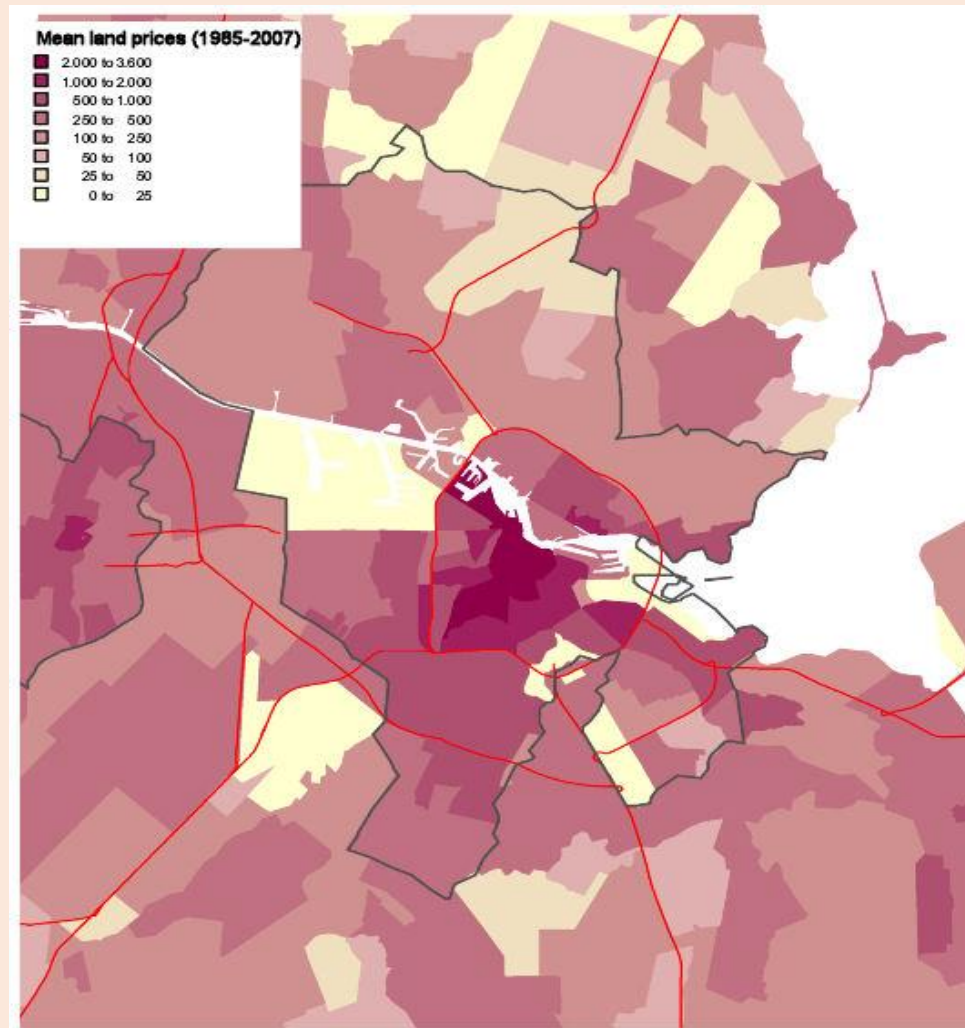 Mean land prices (1985-2007)
2.000 to 3.600
1.000 to 2.000
500 to 1.000
250 to 500
100 to 250
50 to 100
25 to 50
0 to 25